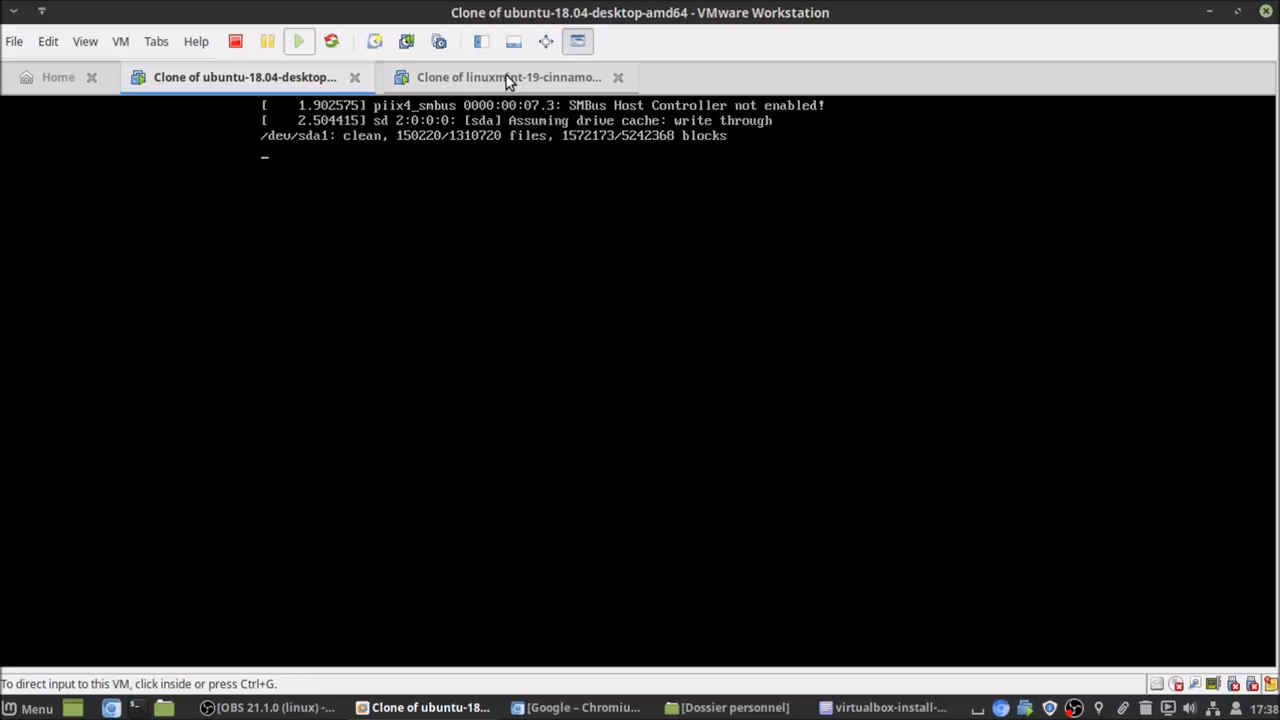 Clone of ubuntu-18.04-desktop-amd64 - VMware Workstation
File Edit View VM Tabs Help
Home Clone of ubuntu-18.04-desktop... Clone of linuxmint-19-cinnamo...
[ 1.902575] piix4_smbus 0000:00:07.3: SMBus Host Controller not enabled!
[ 2.504415] sd 2:0:0:0: [sda] Assuming drive cache: write through
/dev/sda1: clean, 150220/1310720 files, 1572173/5242368 blocks
_
To direct input to this VM, click inside or press Ctrl+G.
Menu [OBS 21.1.0 (linux) -... Clone of ubuntu-18... [Google – Chromiu... [Dossier personnel] virtualbox-install-... 17:38